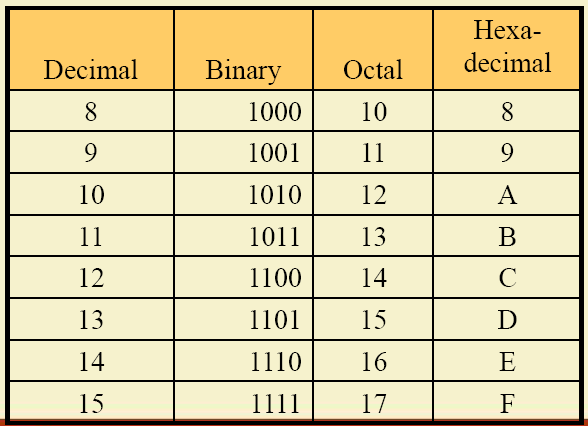 Decimal Binary Octal Hexa-
decimal
8 1000 10 8
9 1001 11 9
10 1010 12 A
11 1011 13 B
12 1100 14 C
13 1101 15 D
14 1110 16 E
15 1111 17 F